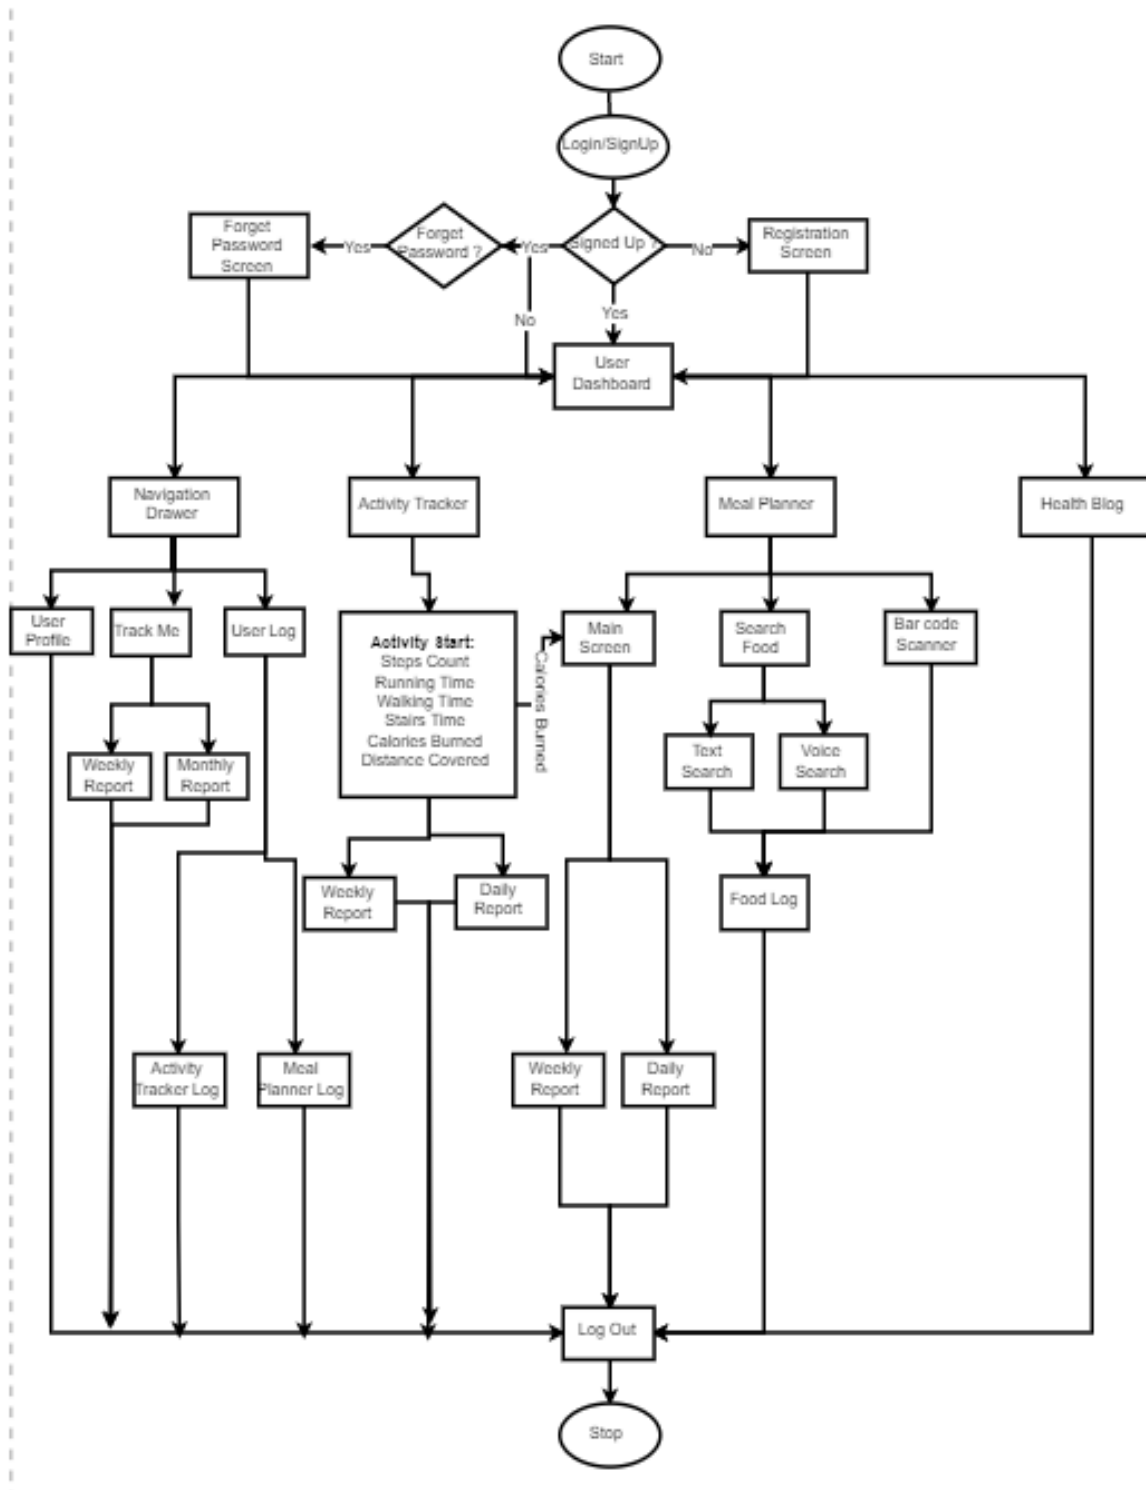 Start
Login/SignUp
Forget
Password
Screen
Yes
Forget
Password ?
Yes
Signed Up ?
No
Registration
Screen
No
Yes
User
Dashboard
Navigation
Drawer
Activity Tracker
Meal Planner
Health Blog
User
Profile
Track Me
User Log
Activity Start:
Steps Count
Running Time
Walking Time
Stairs Time
Calories Burned
Distance Covered
Calories Burned
Main
Screen
Search
Food
Bar code
Scanner
Weekly
Report
Monthly
Report
Text
Search
Voice
Search
Weekly
Report
Daily
Report
Food Log
Activity
Tracker Log
Meal
Planner Log
Weekly
Report
Daily
Report
Log Out
Stop